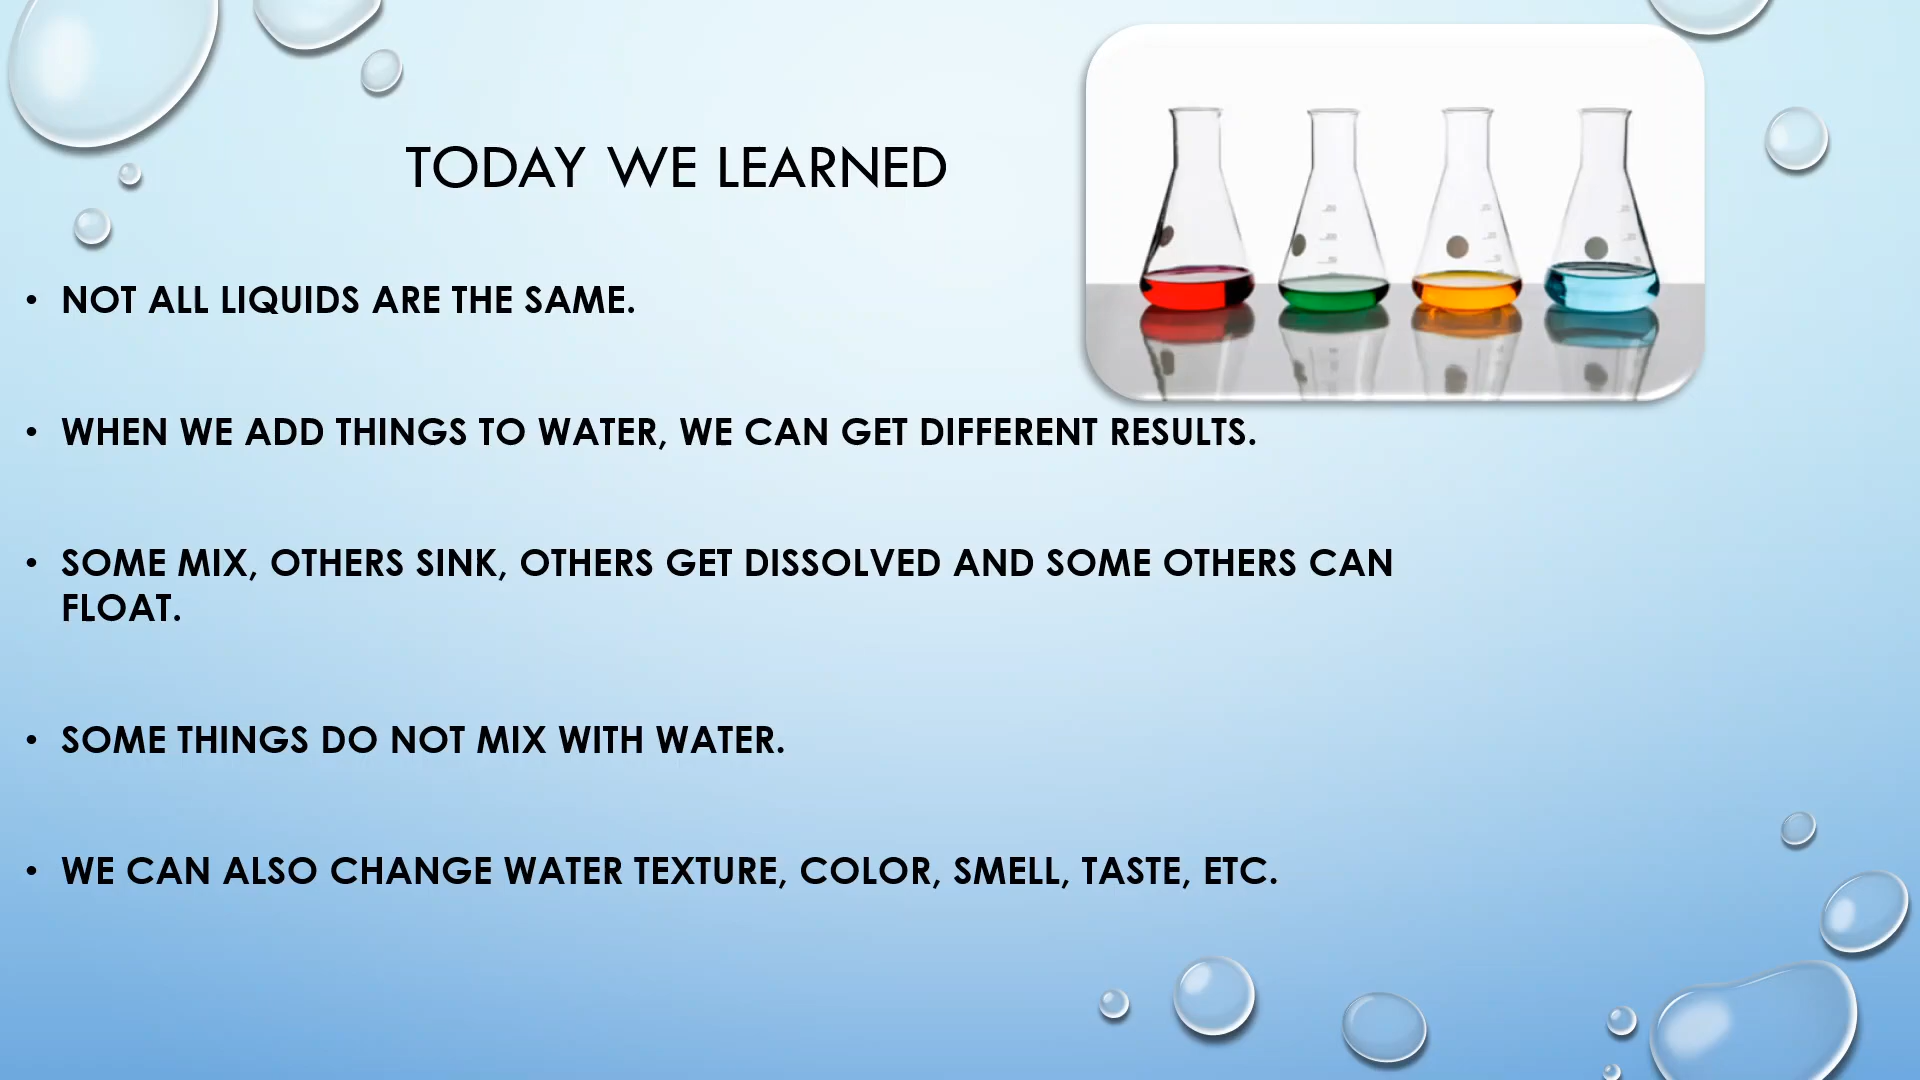 TODAY WE LEARNED
• NOT ALL LIQUIDS ARE THE SAME.
• WHEN WE ADD THINGS TO WATER, WE CAN GET DIFFERENT RESULTS.
• SOME MIX, OTHERS SINK, OTHERS GET DISSOLVED AND SOME OTHERS CAN
FLOAT.
• SOME THINGS DO NOT MIX WITH WATER.
• WE CAN ALSO CHANGE WATER TEXTURE, COLOR, SMELL, TASTE, ETC.